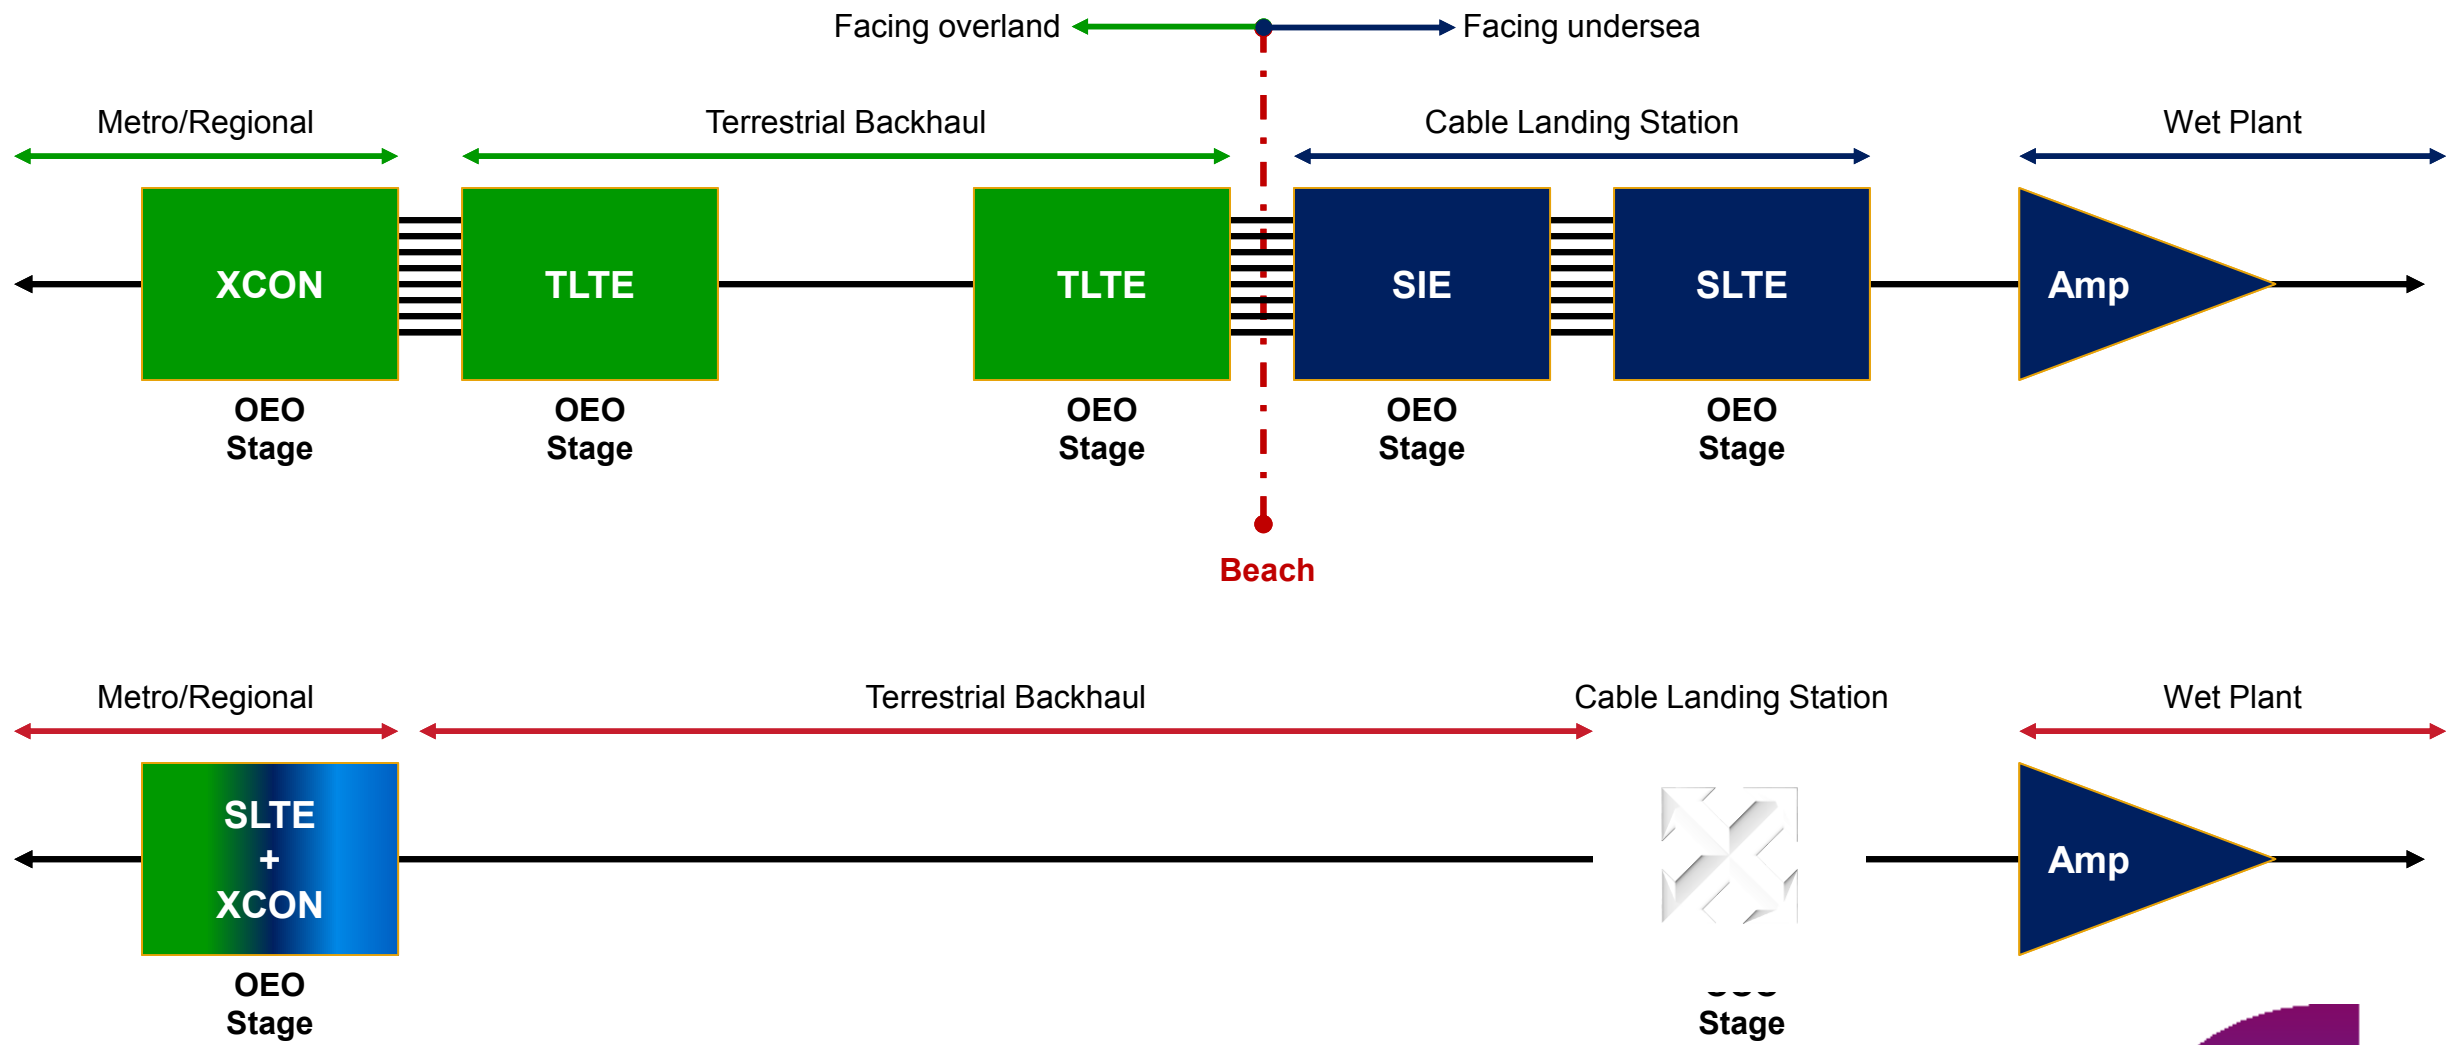 Facing overland
Facing undersea
Metro/Regional
Terrestrial Backhaul
Cable Landing Station
Wet Plant
XCON
TLTE
TLTE
SIE
SLTE
Amp
OEO
Stage
OEO
Stage
OEO
Stage
OEO
Stage
OEO
Stage
Beach
Metro/Regional
Terrestrial Backhaul
Cable Landing Station
Wet Plant
SLTE
+
XCON
Amp
OEO
Stage
Stage